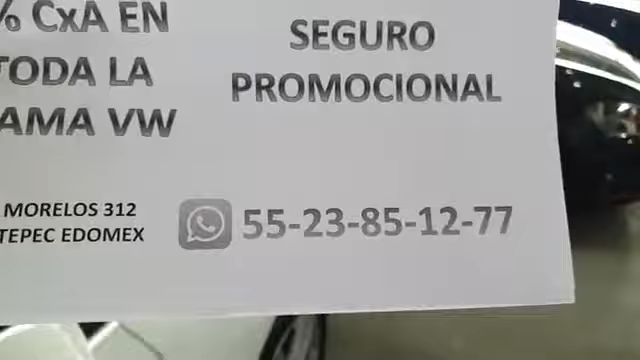 % CxA EN
TODA LA
AMA VW
SEGURO
PROMOCIONAL
MORELOS 312
TEPEC EDOMEX
55-23-85-12-77